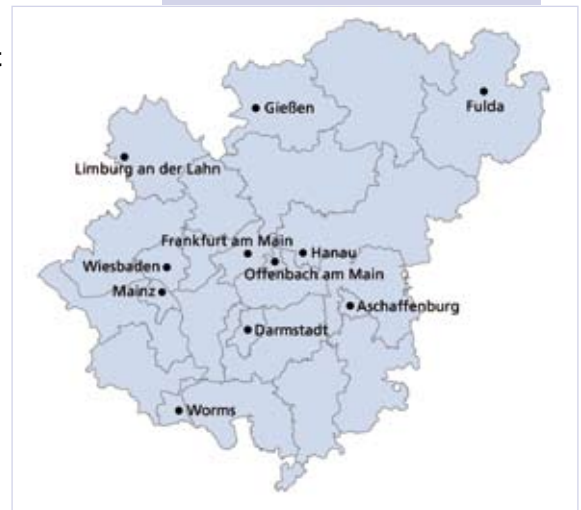 Gießen
Fulda
Limburg an der Lahn
Frankfurt am Main
Hanau
Wiesbaden
Offenbach am Main
Mainz
Aschaffenburg
Darmstadt
Worms